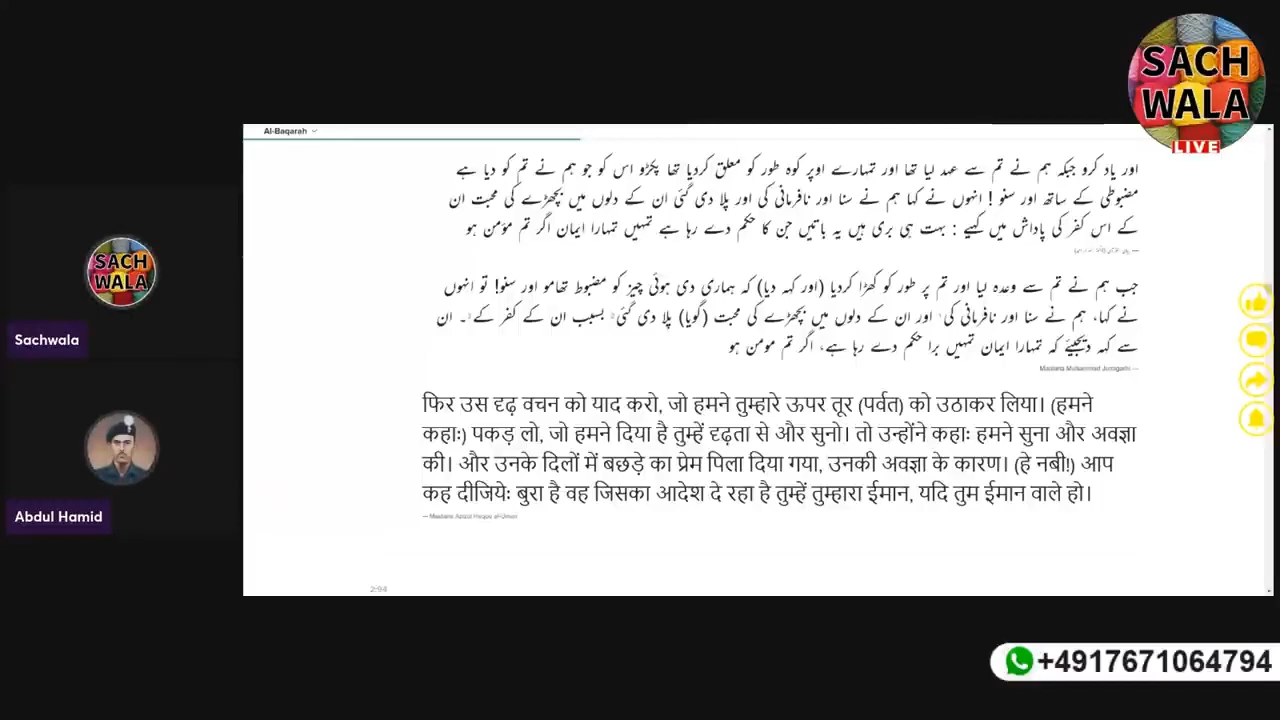 SACH
WALA
LIVE
Al-Baqarah
اور یاد کرو جبکہ ہم نے تم سے عہد لیا تھا اور تمہارے اوپر کوہ طور کو معلق کردیا تھا پکڑو اس کو جو ہم نے تم کو دیا ہے
مضبوطی کے ساتھ اور سنو ! انہوں نے کہا ہم نے سنا اور نافرمانی کی اور پلا دی گئی ان کے دلوں میں بچھڑے کی محبت ان
کے اس کفر کی پاداش میں کہیے : بہت ہی بری ہیں یہ باتیں جن کا حکم دے رہا ہے تمہیں تمہارا ایمان اگر تم مؤمن ہو
جب ہم نے تم سے وعده لیا اور تم پر طور کو کھڑا کردیا (اور کہہ دیا) کہ ہماری دی ہوئی چیز کو مضبوط تھامو اور سنو! تو انہوں
نے کہا، ہم نے سنا اور نافرمانی کی اور ان کے دلوں میں بچھڑے کی محبت (گویا) پلا دی گئی بسبب ان کے کفر کے۔ ان
سے کہہ دیجیئے کہ تمہارا ایمان تمہیں برا حکم دے رہا ہے، اگر تم مومن ہو
— Maulana Muhammad Junagarhi
फिर उस दृढ़ वचन को याद करो, जो हमने तुम्हारे ऊपर तूर (पर्वत) को उठाकर लिया। (हमने
कहाः) पकड़ लो, जो हमने दिया है तुम्हें दृढ़ता से और सुनो। तो उन्होंने कहाः हमने सुना और अवज्ञा
की। और उनके दिलों में बछड़े का प्रेम पिला दिया गया, उनकी अवज्ञा के कारण। (हे नबी!) आप
कह दीजियेः बुरा है वह जिसका आदेश दे रहा है तुम्हें तुम्हारा ईमान, यदि तुम ईमान वाले हो।
— Maulana Azizul Haque al-Umari
2:94
SACH
WALA
Sachwala
Abdul Hamid
+4917671064794